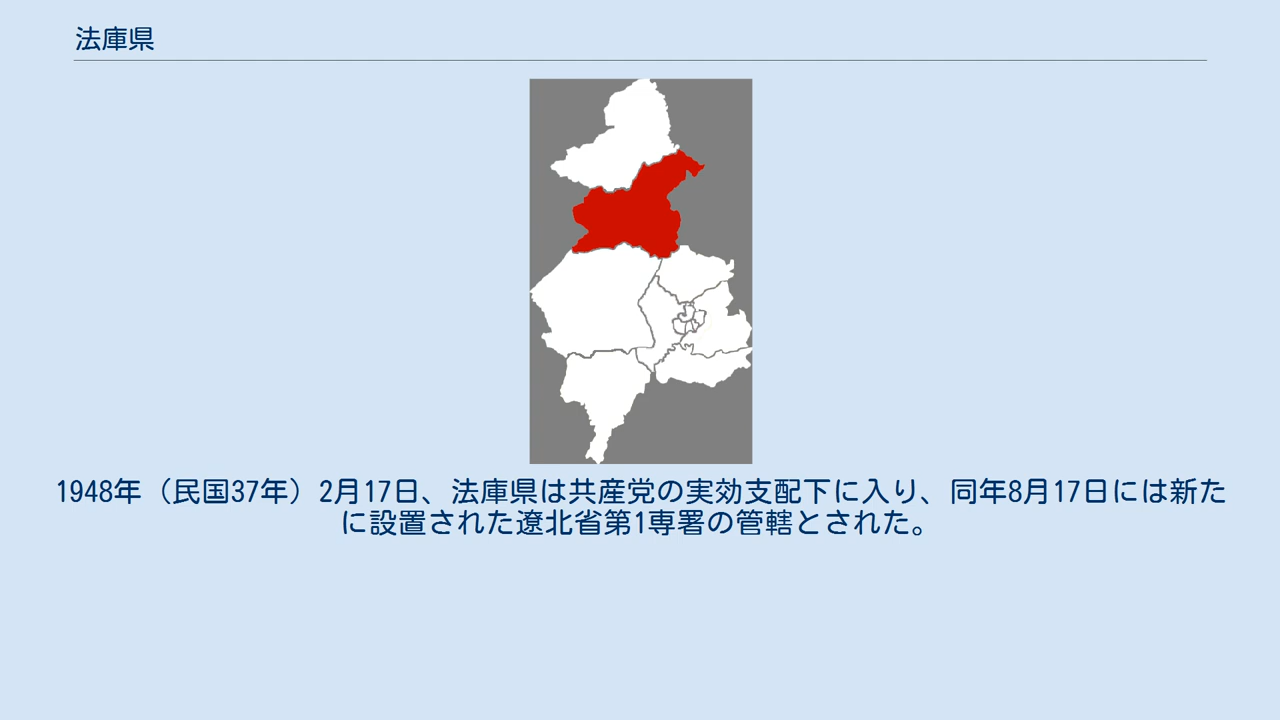 法庫県
1948年（民国37年）2月17日、法庫県は共産党の実効支配下に入り、同年8月17日には新た
に設置された遼北省第1専署の管轄とされた。